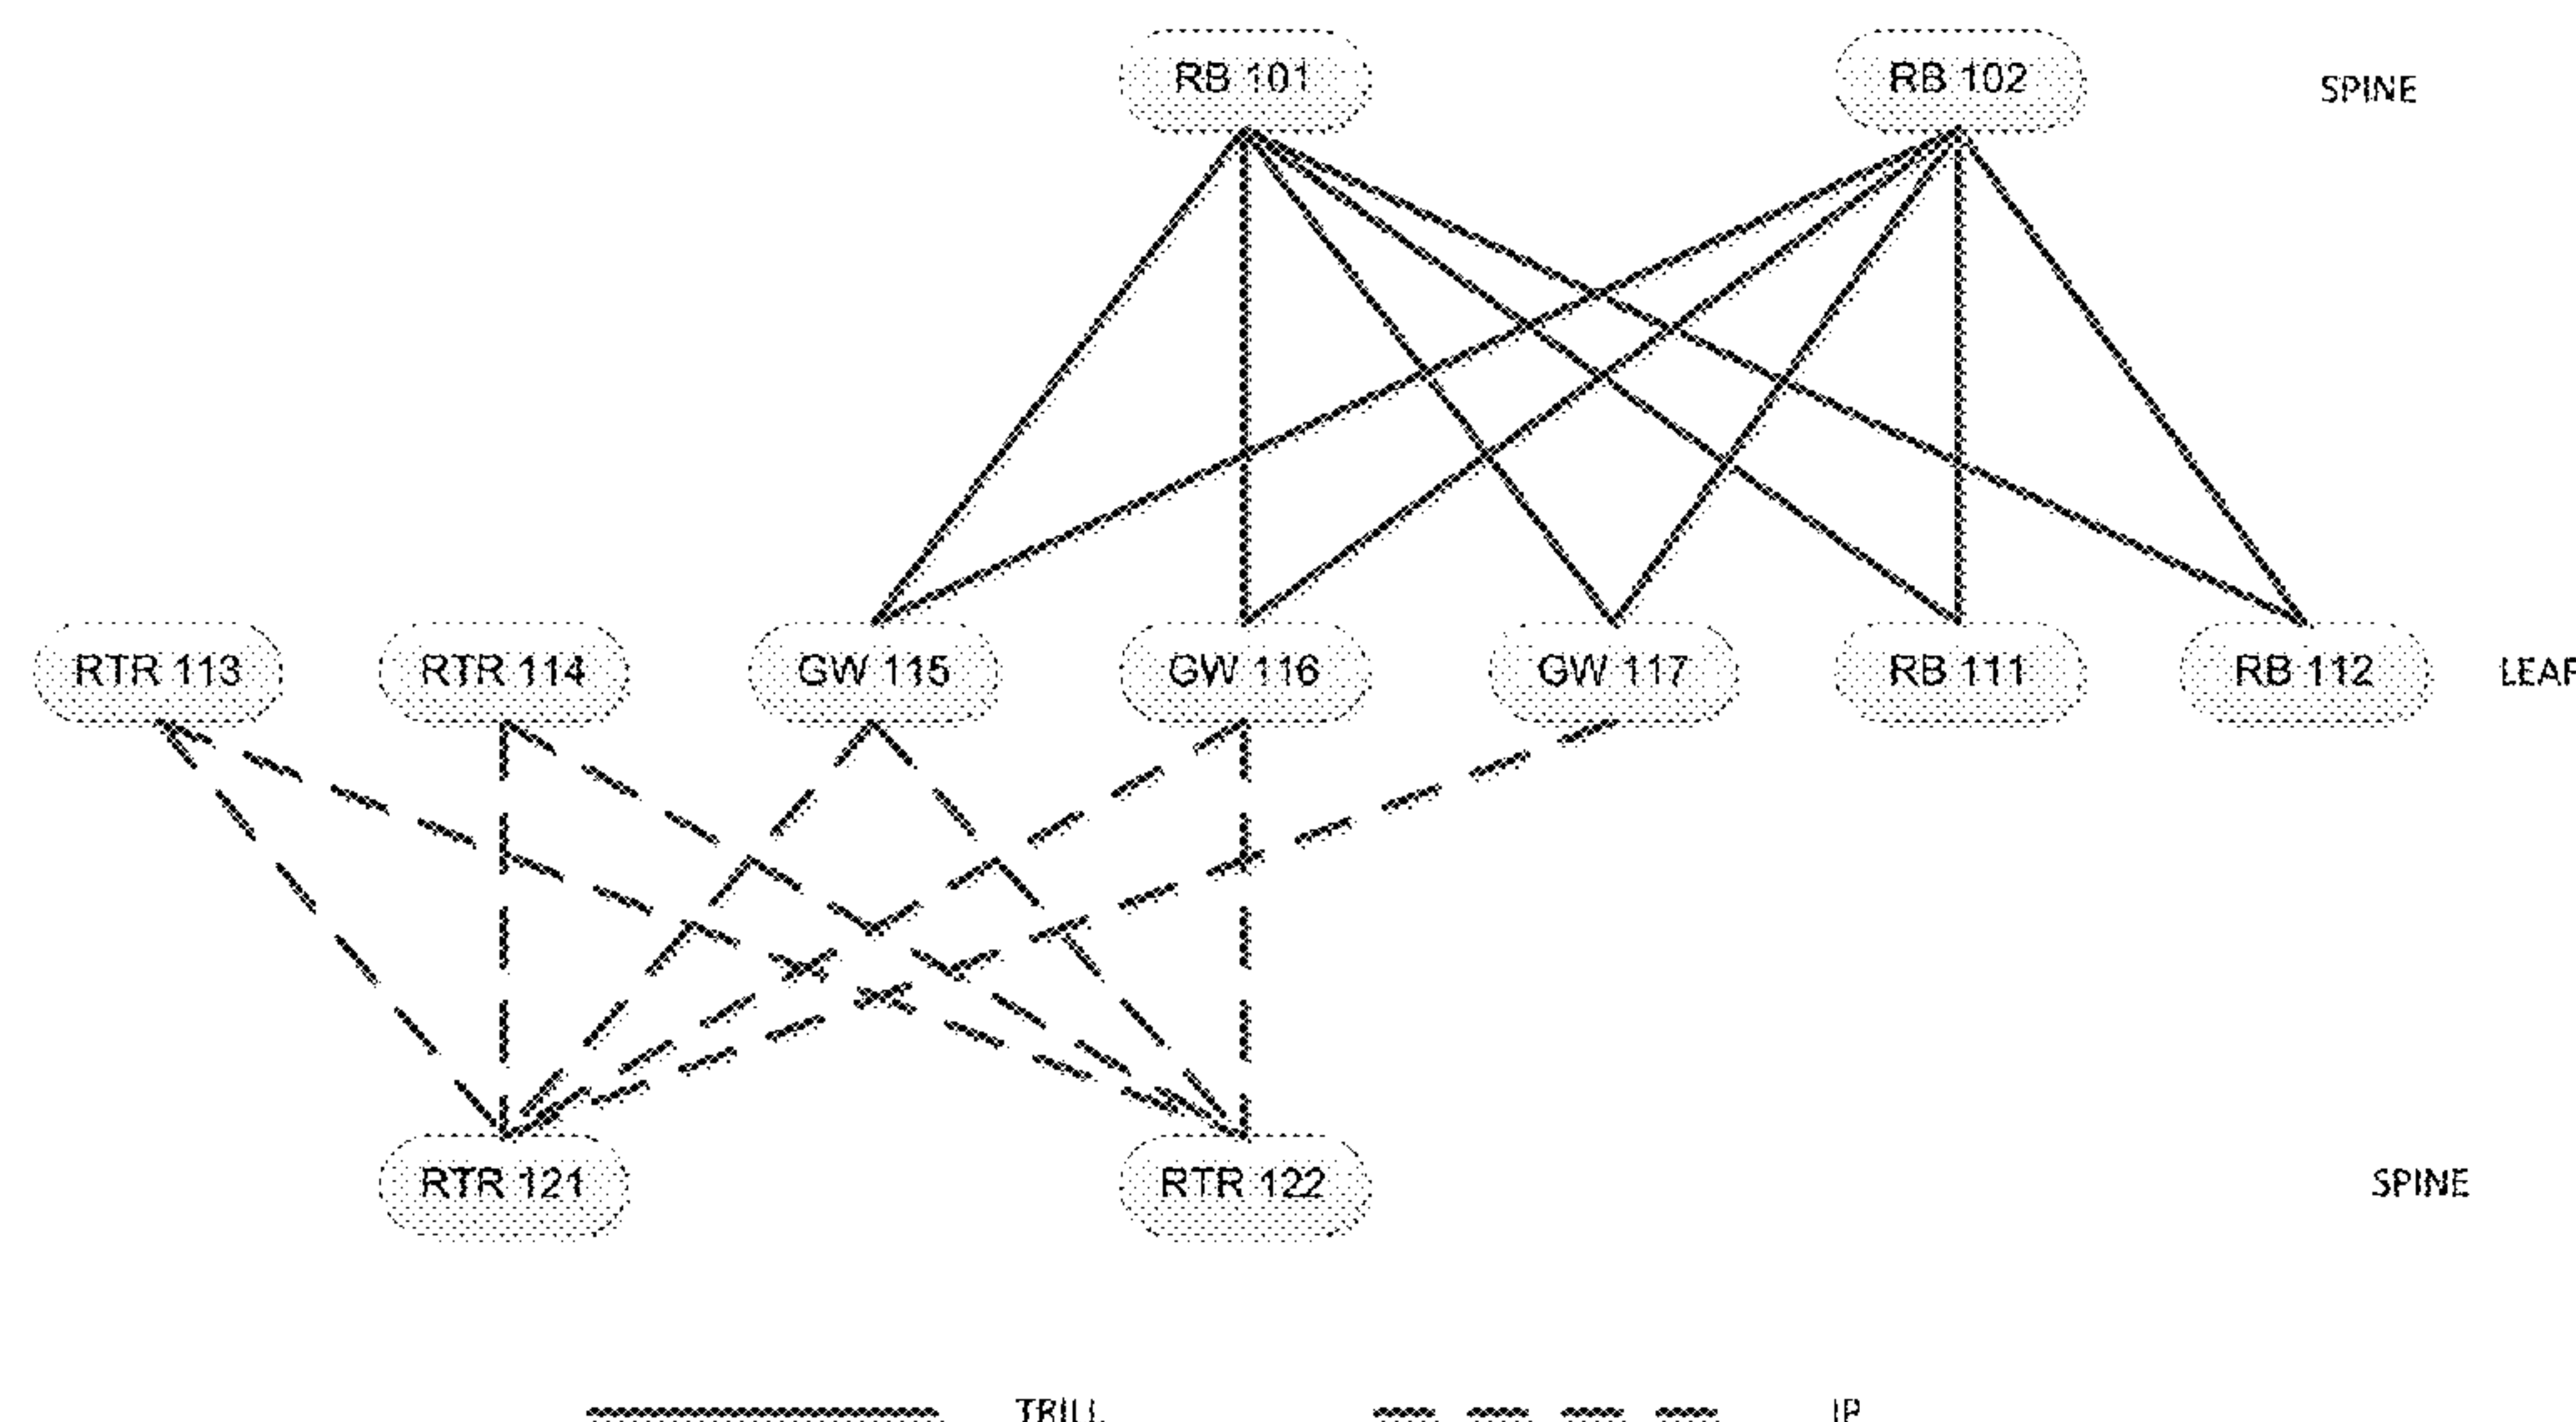 RB 101 RB 102 SPINE
RTR 113 RTR 114 GW 115 GW 116 GW 117 RB 111 RB 112 LEAF
RTR 121 RTR 122 SPINE
TRILL IP